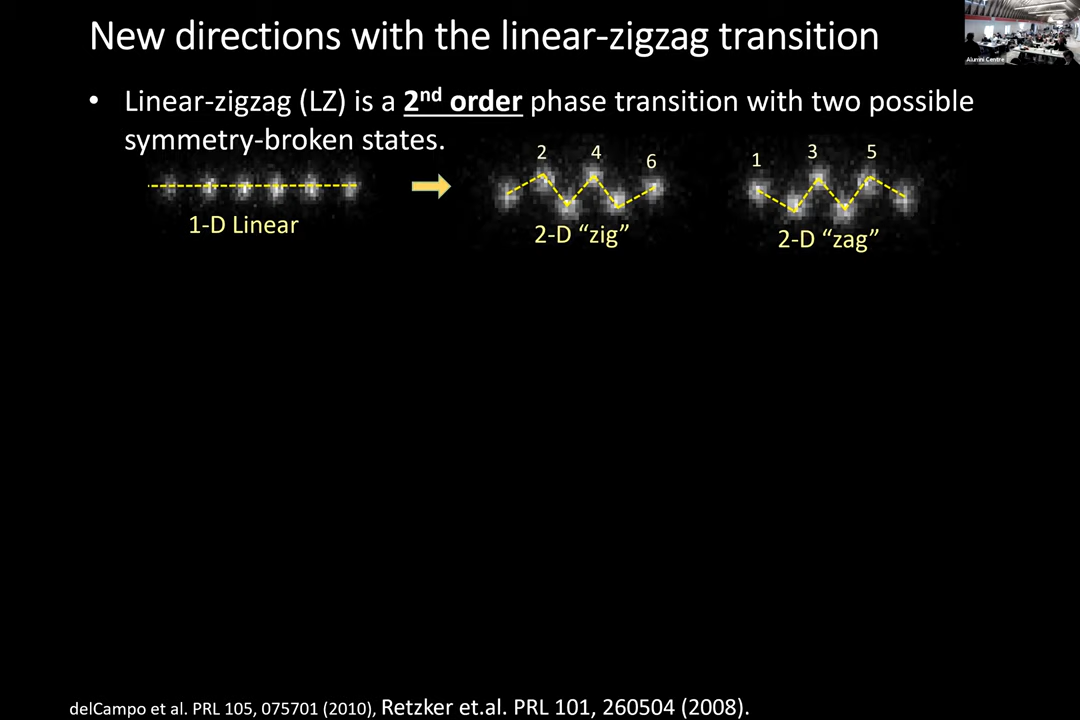 New directions with the linear-zigzag transition
Alumni Centre
• Linear-zigzag (LZ) is a 2nd order phase transition with two possible
symmetry-broken states.
2 4 6 1 3 5
1-D Linear
2-D “zig”
2-D “zag”
delCampo et al. PRL 105, 075701 (2010), Retzker et.al. PRL 101, 260504 (2008).